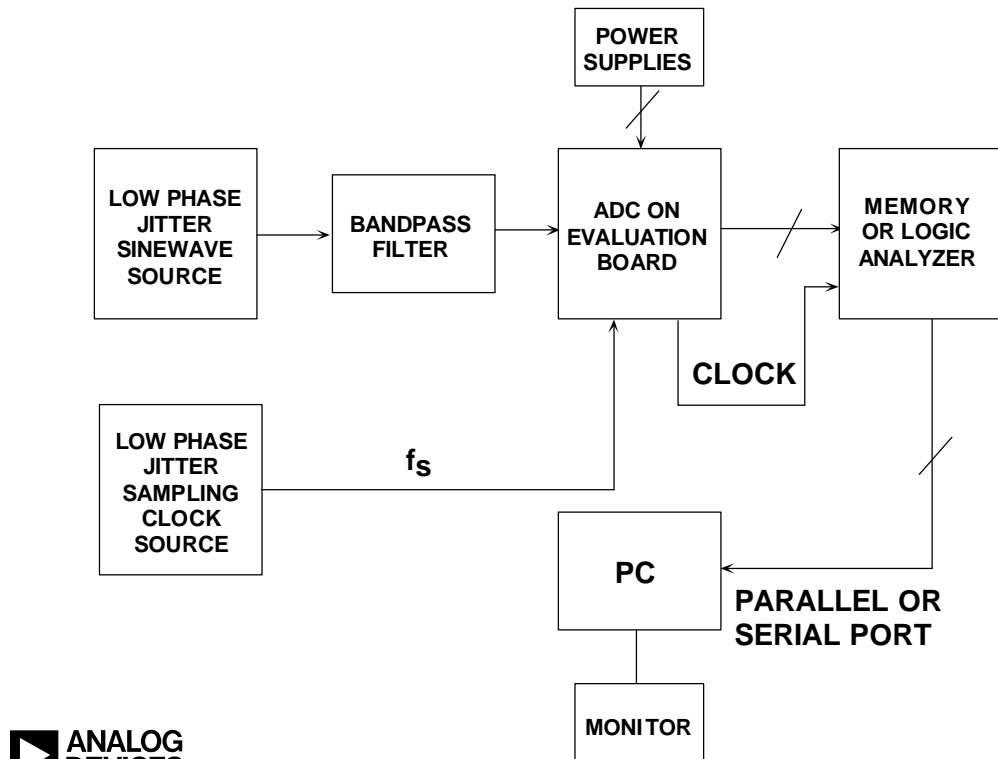 POWER
SUPPLIES
LOW PHASE
JITTER
SINEWAVE
SOURCE
BANDPASS
FILTER
ADC ON
EVALUATION
BOARD
MEMORY
OR LOGIC
ANALYZER
CLOCK
LOW PHASE
JITTER
SAMPLING
CLOCK
SOURCE
fs
PC
PARALLEL OR
SERIAL PORT
MONITOR
ANALOG
DEVICES